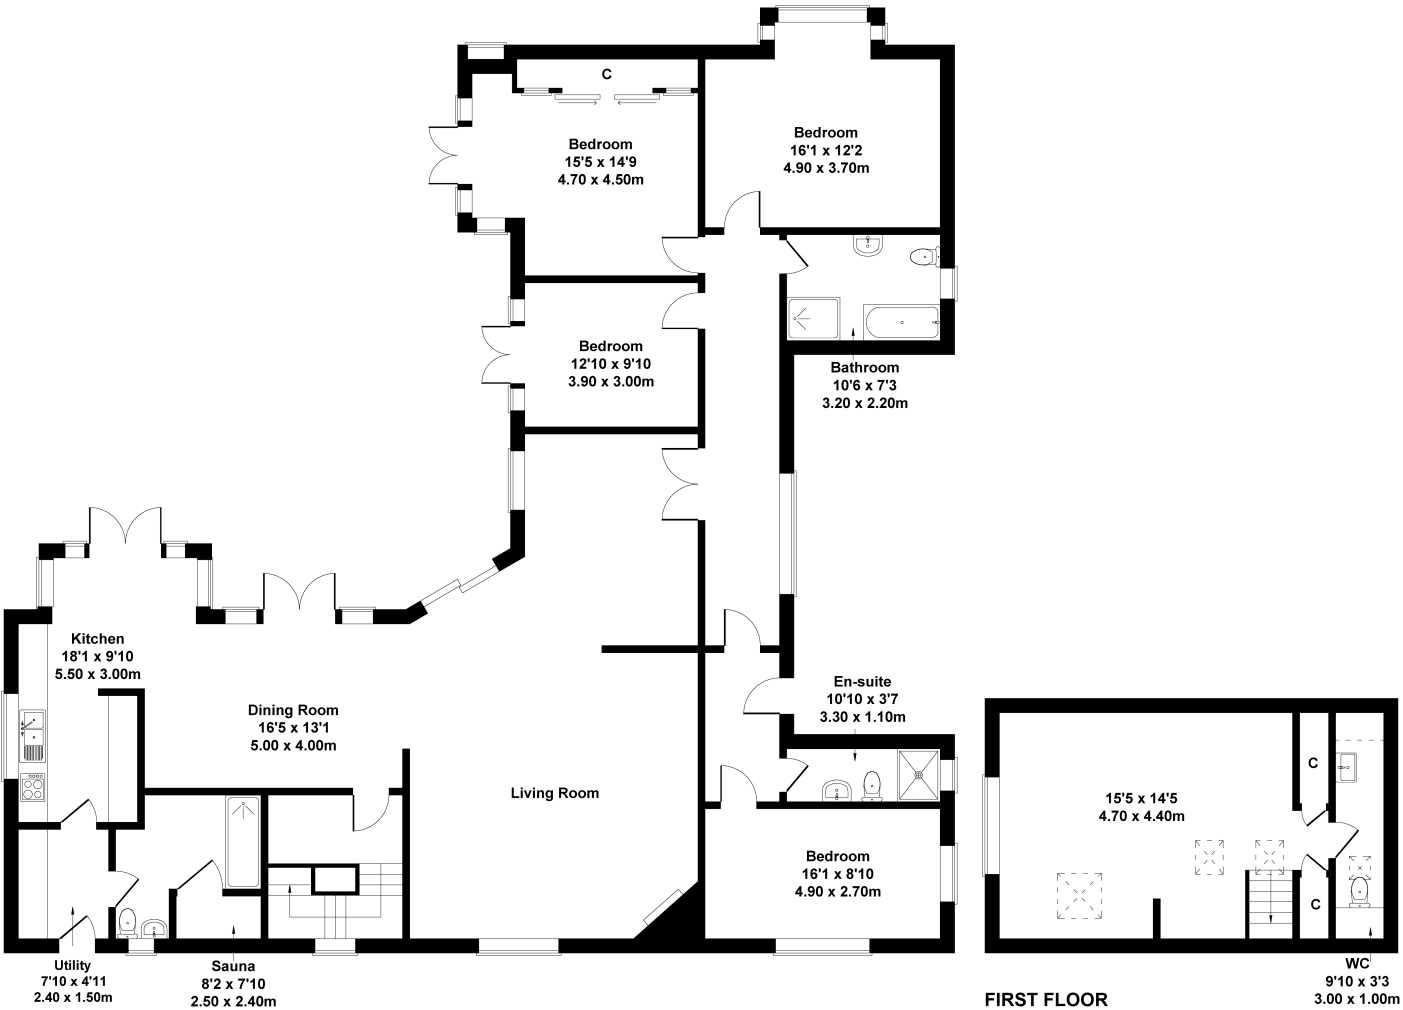 C
Bedroom
15'5 x 14'9
4.70 x 4.50m
Bedroom
16'1 x 12'2
4.90 x 3.70m
Bedroom
12'10 x 9'10
3.90 x 3.00m
Bathroom
10'6 x 7'3
3.20 x 2.20m
Kitchen
18'1 x 9'10
5.50 x 3.00m
Dining Room
16'5 x 13'1
5.00 x 4.00m
En-suite
10'10 x 3'7
3.30 x 1.10m
Living Room
Bedroom
16'1 x 8'10
4.90 x 2.70m
Utility
7'10 x 4'11
2.40 x 1.50m
Sauna
8'2 x 7'10
2.50 x 2.40m
15'5 x 14'5
4.70 x 4.40m
C
C
WC
9'10 x 3'3
3.00 x 1.00m
FIRST FLOOR